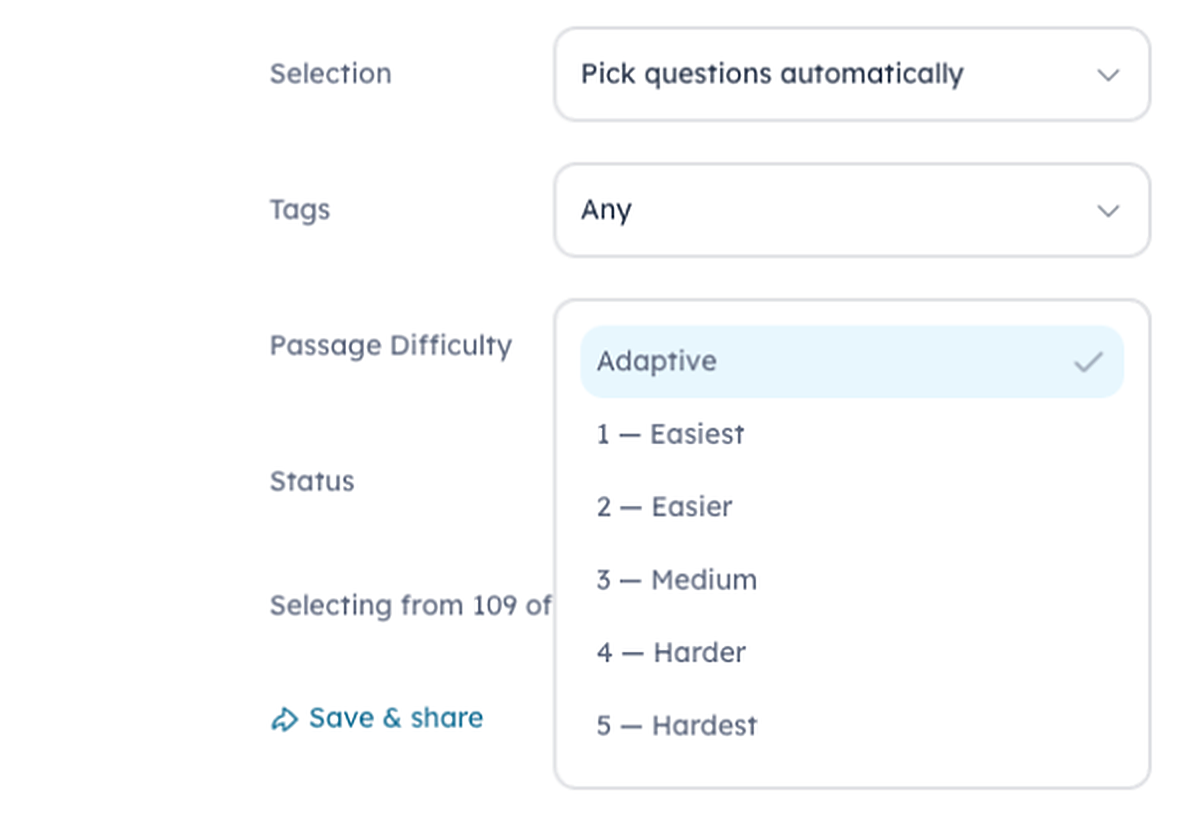 Selection
Pick questions automatically
Tags
Any
Passage Difficulty
Adaptive
1 — Easiest
2 — Easier
Status
3 — Medium
Selecting from 109 of
4 — Harder
Save & share
5 — Hardest